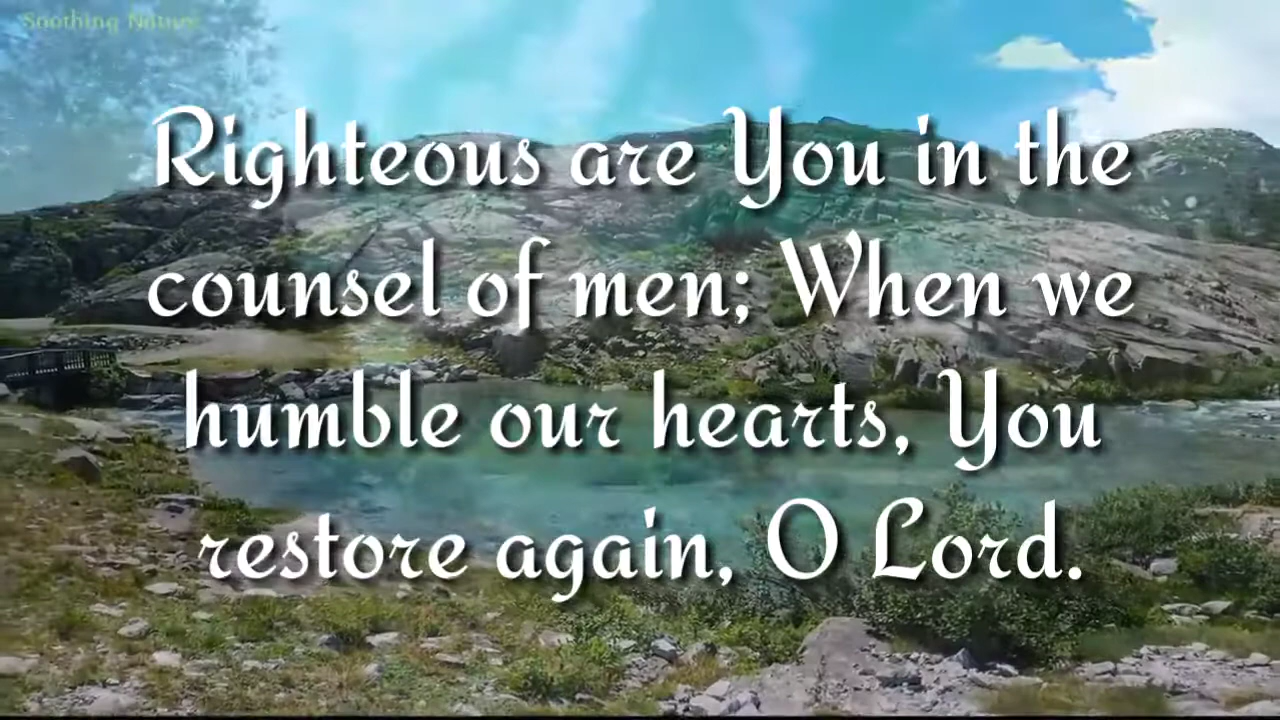 Soothing Nature
Righteous are You in the
counsel of men; When we
humble our hearts, You
restore again, O Lord.